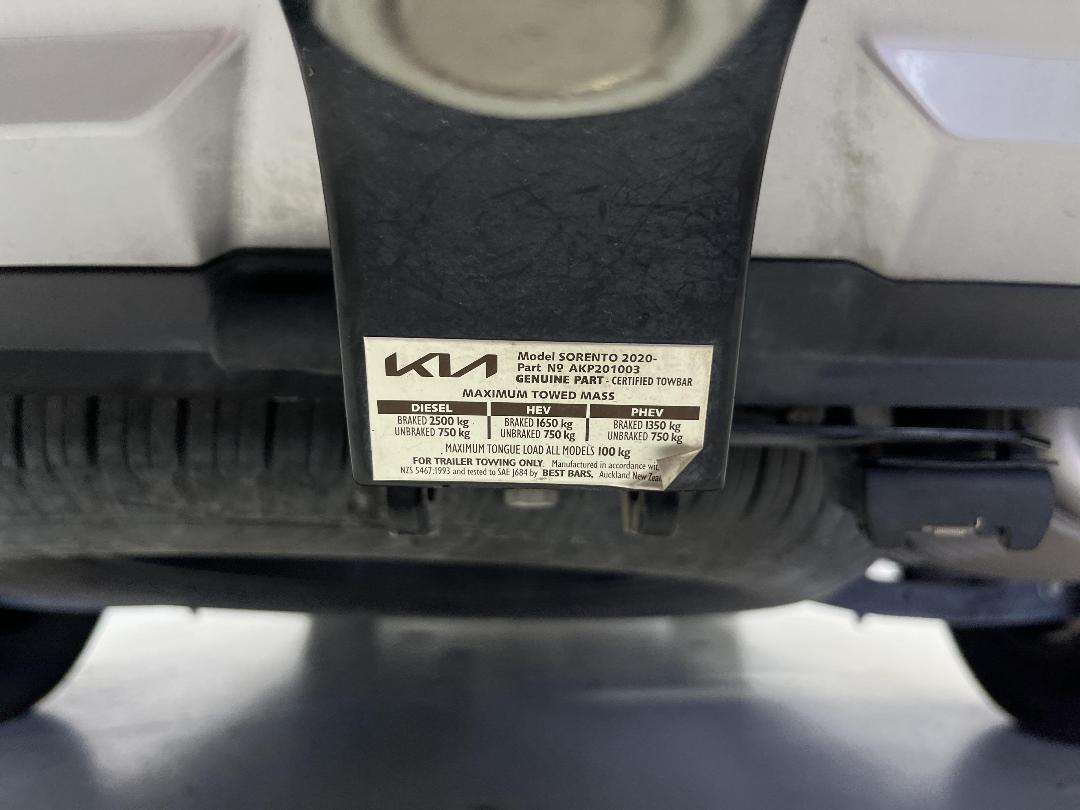 KIA
Model SORENTO 2020-
Part Nº AKP201003
GENUINE PART - CERTIFIED TOWBAR
MAXIMUM TOWED MASS
DIESEL HEV PHEV
BRAKED 2500 kg BRAKED 1650 kg BRAKED 1350 kg
UNBRAKED 750 kg UNBRAKED 750 kg UNBRAKED 750 kg
MAXIMUM TONGUE LOAD ALL MODELS 100 kg
FOR TRAILER TOWING ONLY. Manufactured in accordance wit
NZS 5467:1993 and tested to SAE J684 by BEST BARS, Auckland New Zeal